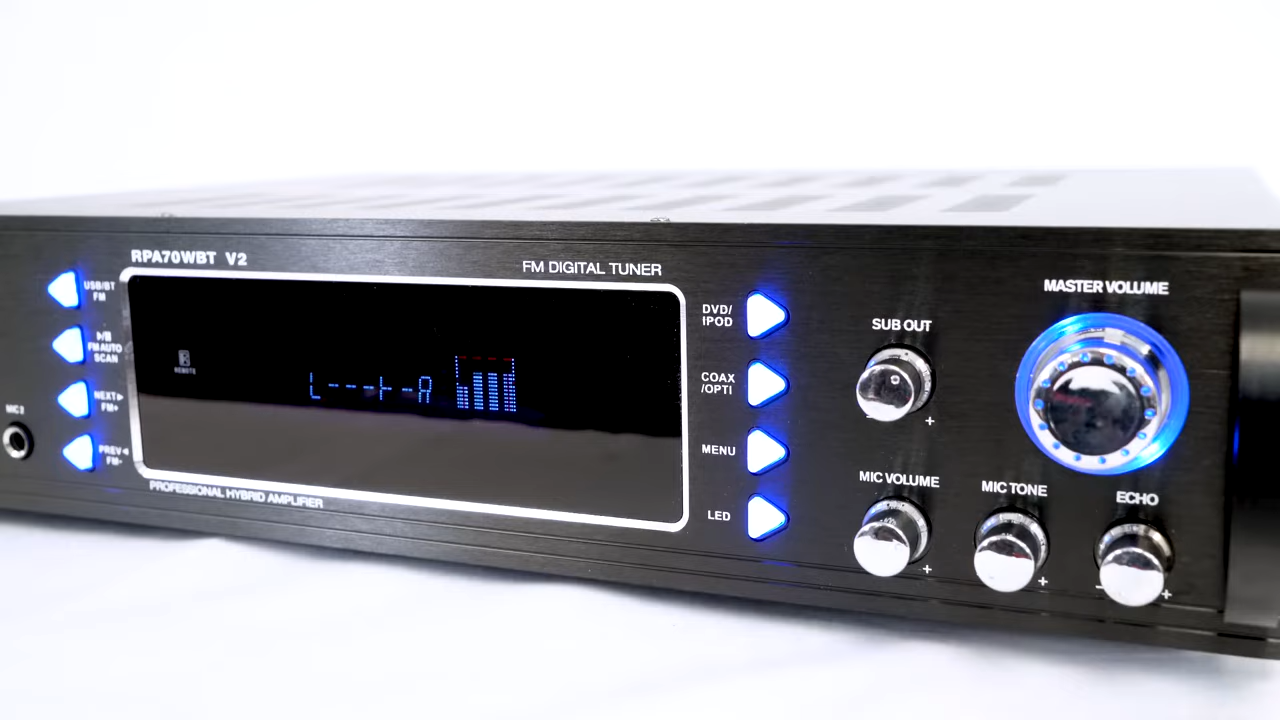 RPA70WBT V2
FM DIGITAL TUNER
USB/BT
FM
FM AUTO
SCAN
NEXT
FM+
PREV
FM-
MIC 2
REMOTE
PROFESSIONAL HYBRID AMPLIFIER
DVD/
IPOD
COAX
/OPTI
MENU
LED
SUB OUT
+
MASTER VOLUME
MIC VOLUME
+
MIC TONE
+
ECHO
- +